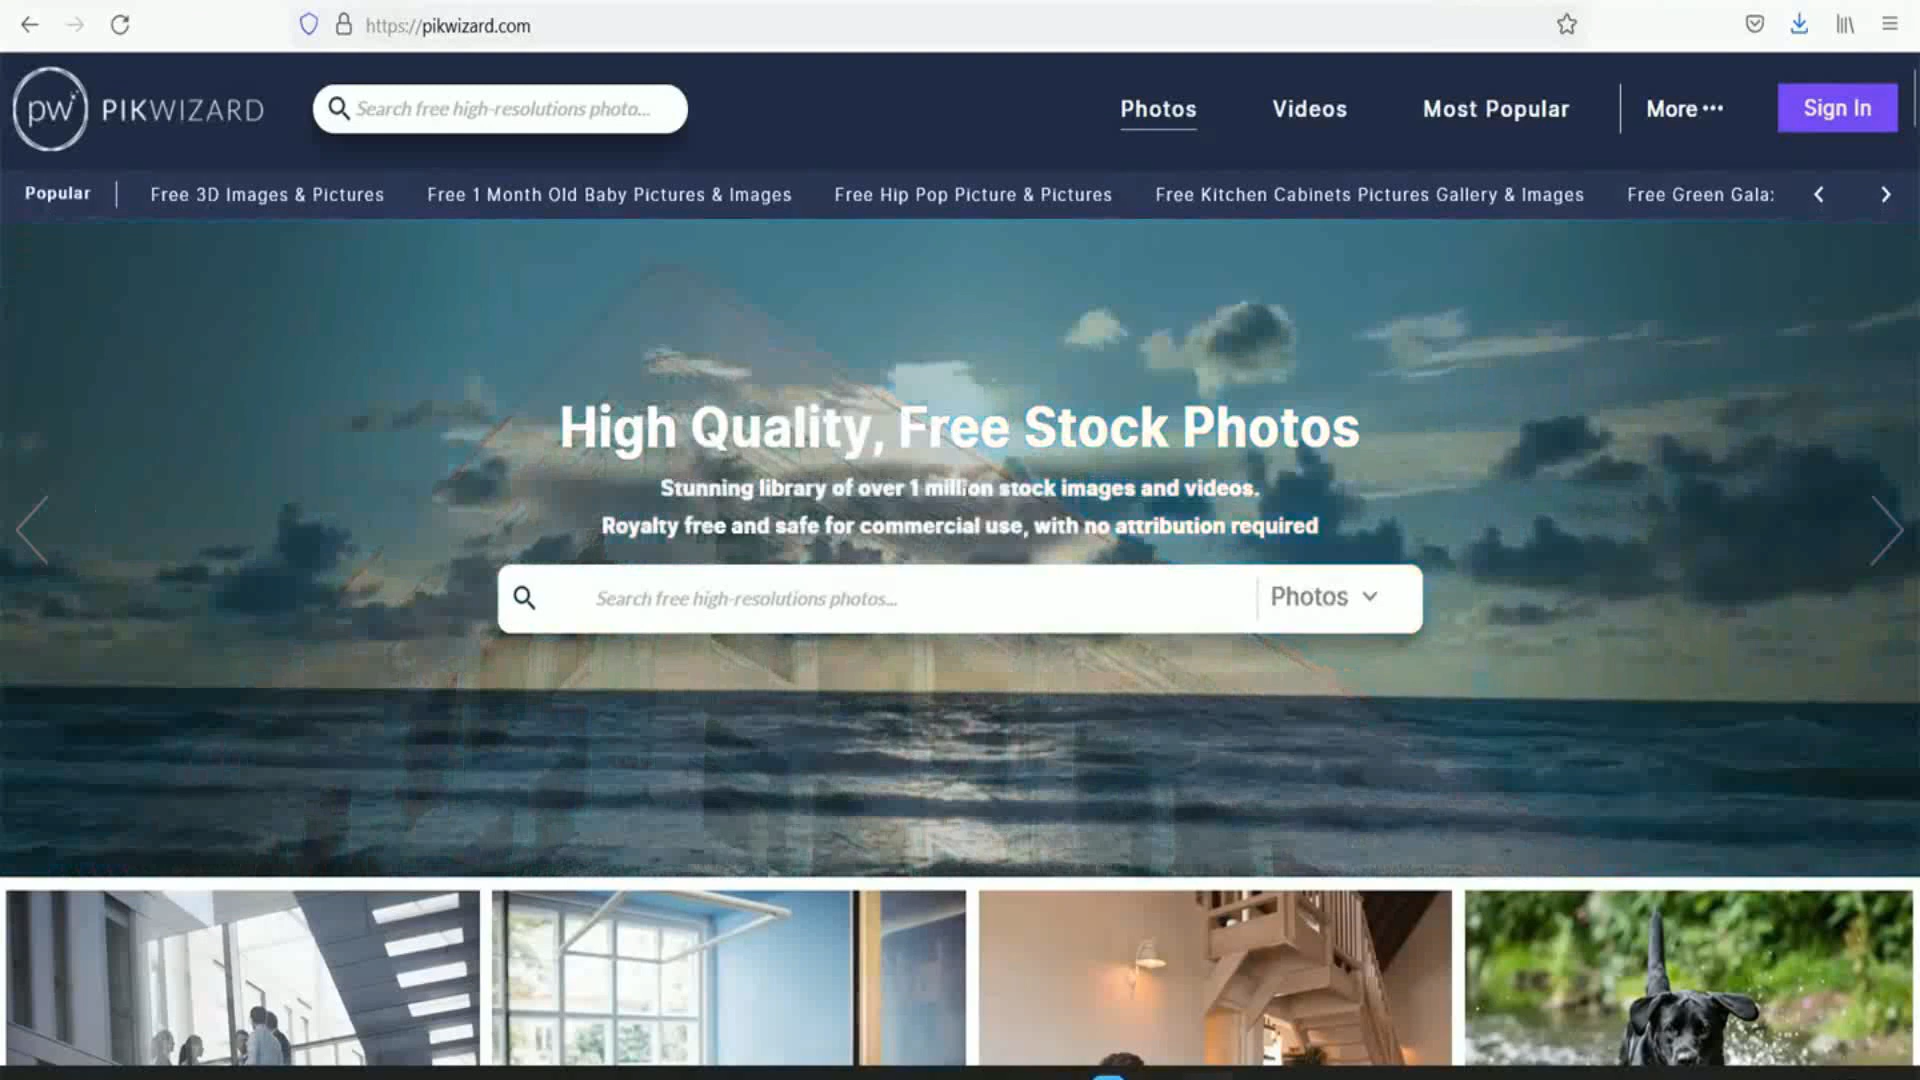 https://pikwizard.com
pw PIKWIZARD
Search free high-resolutions photo...
Photos
Videos
Most Popular
More
Sign In
Popular
Free 3D Images & Pictures
Free 1 Month Old Baby Pictures & Images
Free Hip Pop Picture & Pictures
Free Kitchen Cabinets Pictures Gallery & Images
Free Green Gala
High Quality, Free Stock Photos
Stunning library of over 1 million stock images and videos.
Royalty free and safe for commercial use, with no attribution required
Search free high-resolutions photos...
Photos